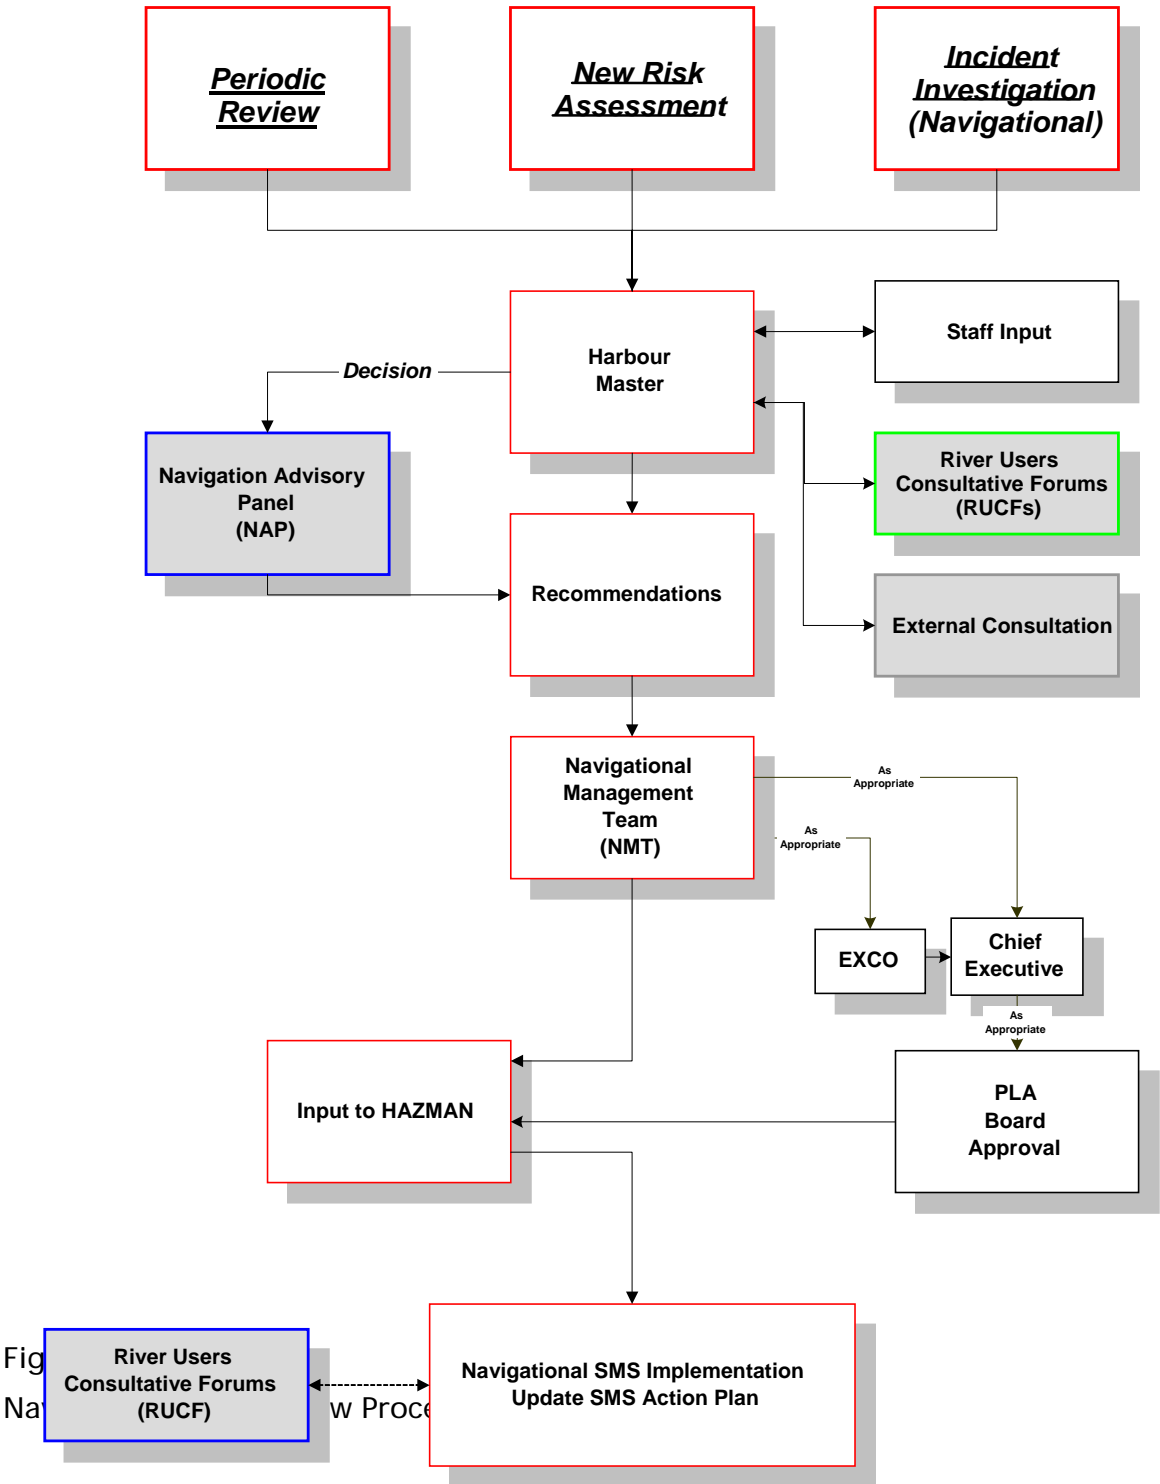 Periodic
Review
New Risk
Assessment
Incident
Investigation
(Navigational)
Harbour
Master
Staff Input
Decision
Navigation Advisory
Panel
(NAP)
River Users
Consultative Forums
(RUCFs)
Recommendations
External Consultation
Navigational
Management
Team
(NMT)
As
Appropriate
As
Appropriate
EXCO
Chief
Executive
As
Appropriate
PLA
Board
Approval
Input to HAZMAN
River Users
Consultative Forums
(RUCF)
Navigational SMS Implementation
Update SMS Action Plan
Fig
Na w Proce